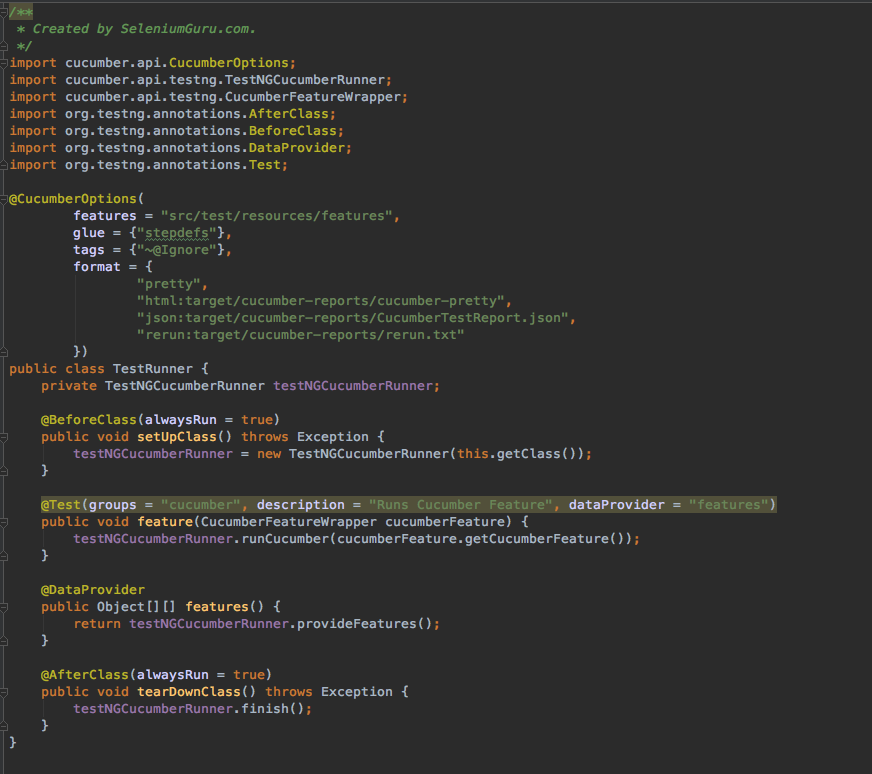 /**
 * Created by SeleniumGuru.com.
 */
import cucumber.api.CucumberOptions;
import cucumber.api.testng.TestNGCucumberRunner;
import cucumber.api.testng.CucumberFeatureWrapper;
import org.testng.annotations.AfterClass;
import org.testng.annotations.BeforeClass;
import org.testng.annotations.DataProvider;
import org.testng.annotations.Test;

@CucumberOptions(
        features = "src/test/resources/features",
        glue = {"stepdefs"},
        tags = {"~@Ignore"},
        format = {
                "pretty",
                "html:target/cucumber-reports/cucumber-pretty",
                "json:target/cucumber-reports/CucumberTestReport.json",
                "rerun:target/cucumber-reports/rerun.txt"
        })
public class TestRunner {
    private TestNGCucumberRunner testNGCucumberRunner;

    @BeforeClass(alwaysRun = true)
    public void setUpClass() throws Exception {
        testNGCucumberRunner = new TestNGCucumberRunner(this.getClass());
    }

    @Test(groups = "cucumber", description = "Runs Cucumber Feature", dataProvider = "features")
    public void feature(CucumberFeatureWrapper cucumberFeature) {
        testNGCucumberRunner.runCucumber(cucumberFeature.getCucumberFeature());
    }

    @DataProvider
    public Object[][] features() {
        return testNGCucumberRunner.provideFeatures();
    }

    @AfterClass(alwaysRun = true)
    public void tearDownClass() throws Exception {
        testNGCucumberRunner.finish();
    }
}